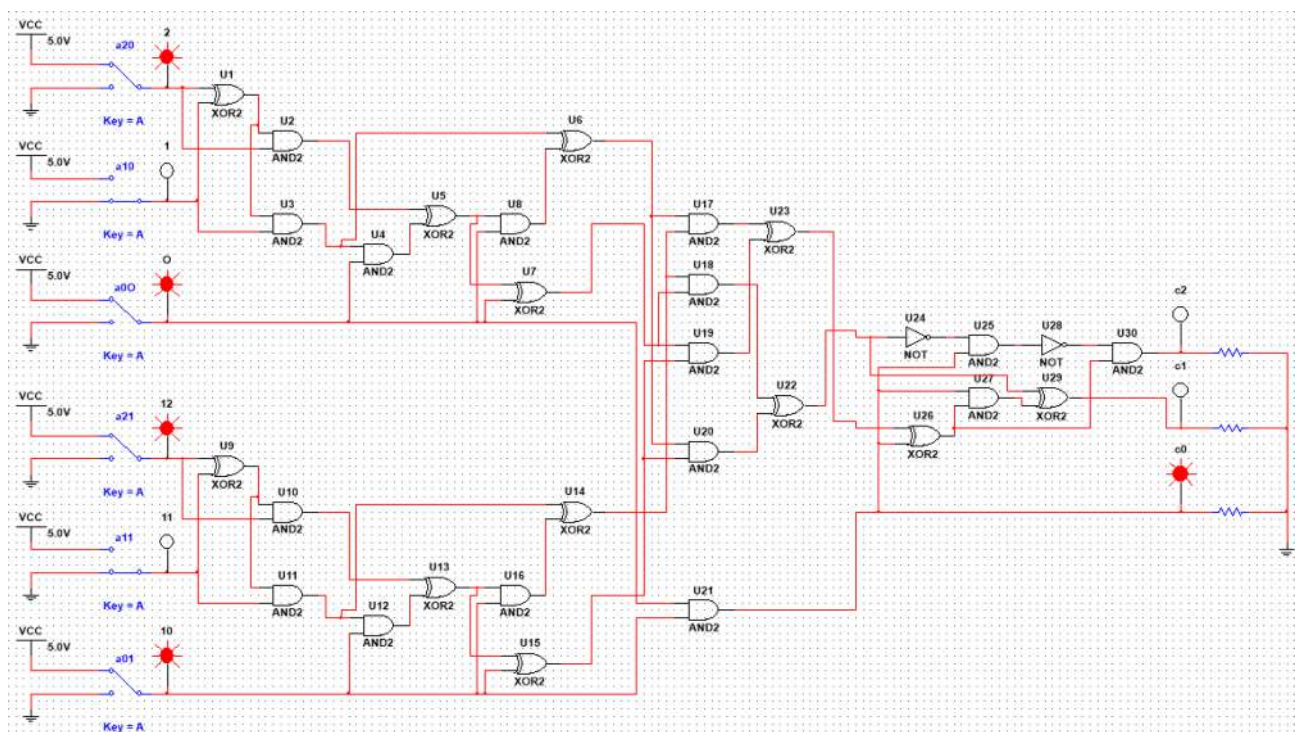 VCC
5.0V
a20
2
Key = A
VCC
5.0V
a10
1
Key = A
VCC
5.0V
a0O
O
Key = A
VCC
5.0V
a21
12
Key = A
VCC
5.0V
a11
11
Key = A
VCC
5.0V
a01
10
Key = A
U1
XOR2
U2
AND2
U3
AND2
U4
AND2
U5
XOR2
U6
XOR2
U8
AND2
U7
XOR2
U9
XOR2
U10
AND2
U11
AND2
U12
AND2
U13
XOR2
U14
XOR2
U16
AND2
U15
XOR2
U17
AND2
U18
AND2
U19
AND2
U20
AND2
U21
AND2
U23
XOR2
U22
XOR2
U24
NOT
U25
AND2
U28
NOT
U30
AND2
U27
AND2
U29
XOR2
U26
XOR2
c2
c1
c0